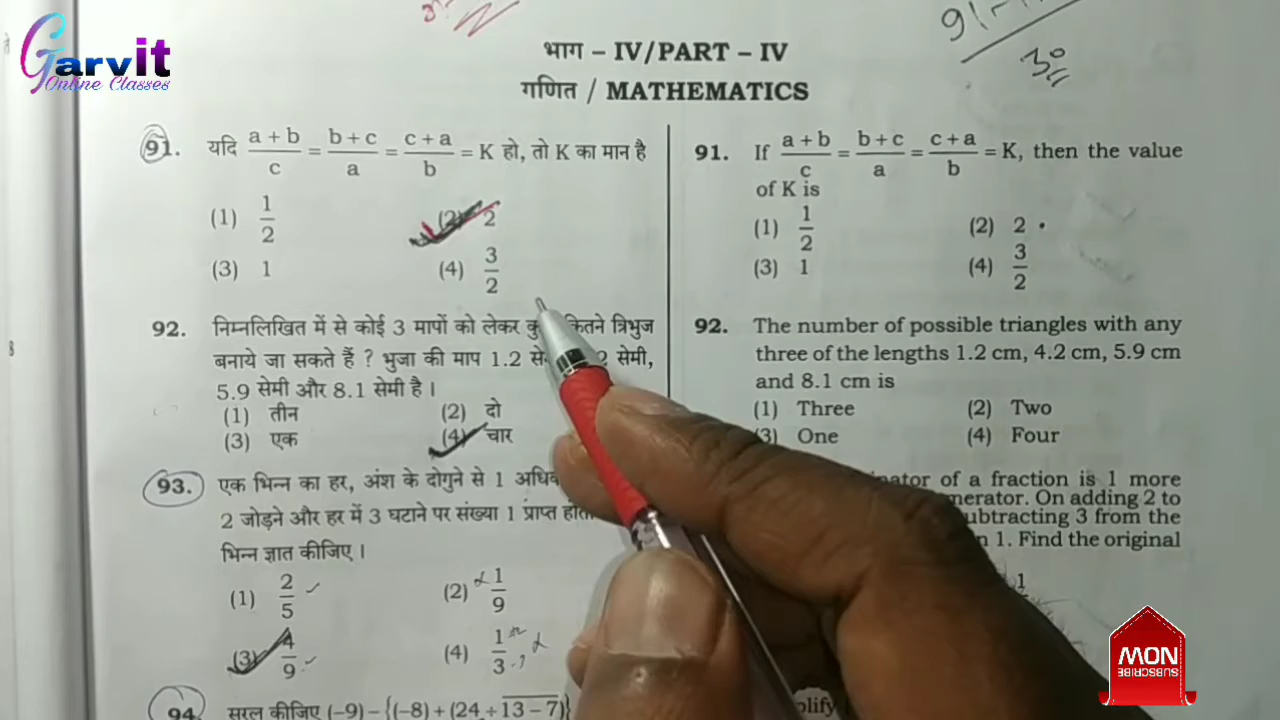 Garvit
Online Classes
भाग – IV/PART – IV
गणित / MATHEMATICS
91. यदि a + b / c = b + c / a = c + a / b = K हो, तो K का मान है
(1) 1/2 (2) 2
(3) 1 (4) 3/2
92. निम्नलिखित में से कोई 3 मापों को लेकर त्रिभुज
बनाये जा सकते हैं ? भुजा की माप 1.2 सेमी,
5.9 सेमी और 8.1 सेमी है ।
(1) तीन (2) दो
(3) एक (4) चार
93. एक भिन्न का हर, अंश के दोगुने से 1
2 जोड़ने और हर में 3 घटाने पर संख्या 1 प्राप्त
भिन्न ज्ञात कीजिए ।
(1) 2/5 (2) 1/9
(3) 4/9 (4) 1/3
94. सरल कीजिए (–9) – {(–8) + (24 ÷ 13 – 7)}
91. If a + b / c = b + c / a = c + a / b = K, then the value
of K is
(1) 1/2 (2) 2
(3) 1 (4) 3/2
92. The number of possible triangles with any
three of the lengths 1.2 cm, 4.2 cm, 5.9 cm
and 8.1 cm is
(1) Three (2) Two
(3) One (4) Four
of a fraction is 1 more
On adding 2 to
from the
1. Find the original
NOW
SUBSCRIBE